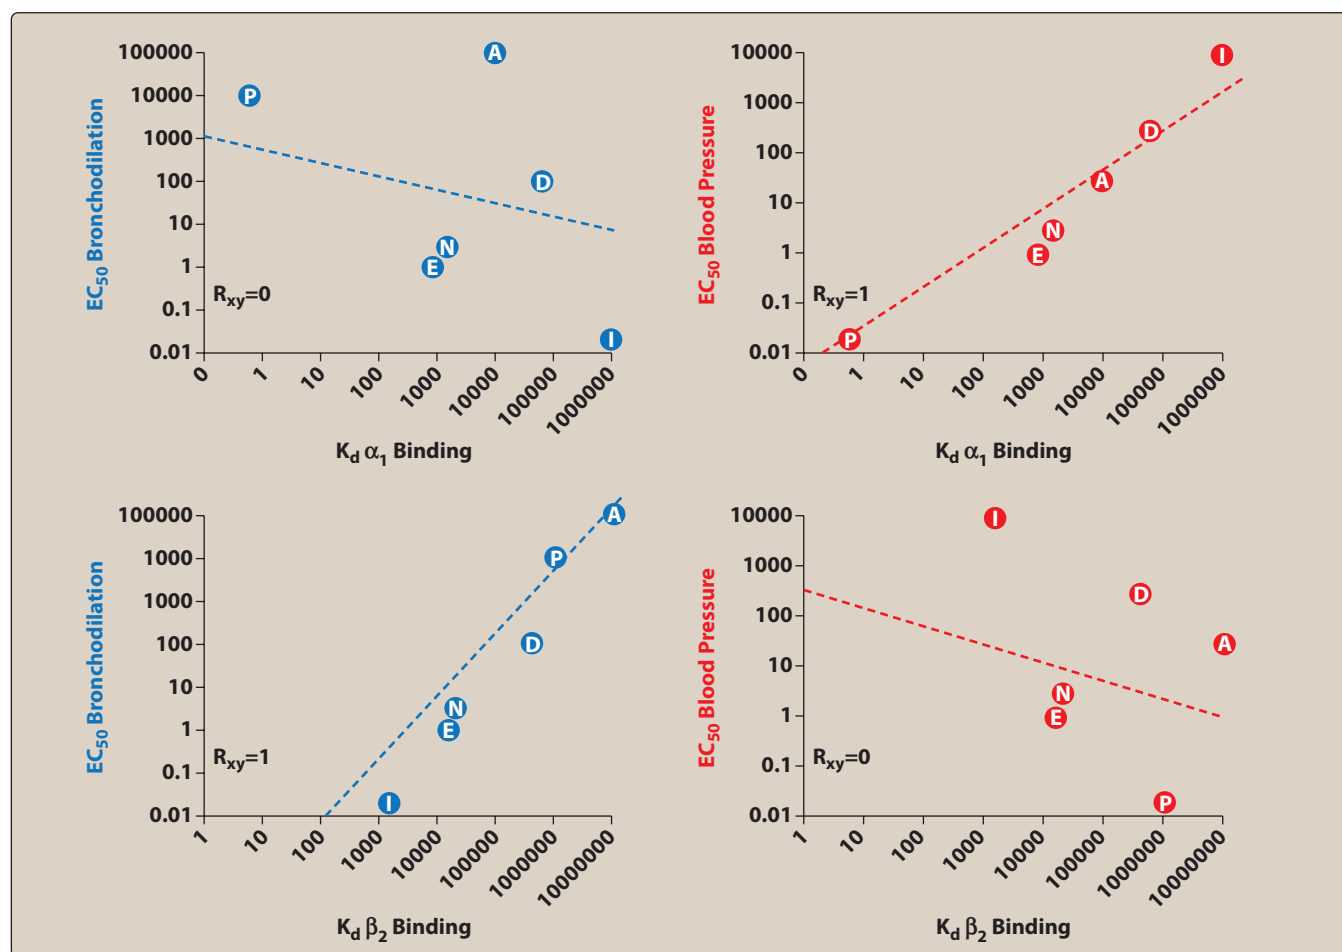 100000
10000
1000
100
10
1
0.1
0.01
EC50 Bronchodilation
Rxy=0
P
A
D
N
E
I
0 1 10 100 1000 10000 100000 1000000
Kd α1 Binding
10000
1000
100
10
1
0.1
0.01
EC50 Blood Pressure
Rxy=1
I
D
A
N
E
P
0 1 10 100 1000 10000 100000 1000000
Kd α1 Binding
100000
10000
1000
100
10
1
0.1
0.01
EC50 Bronchodilation
Rxy=1
A
P
D
N
E
I
1 10 100 1000 10000 100000 1000000 10000000
Kd β2 Binding
10000
1000
100
10
1
0.1
0.01
EC50 Blood Pressure
Rxy=0
I
D
A
N
E
P
1 10 100 1000 10000 100000 1000000 10000000
Kd β2 Binding